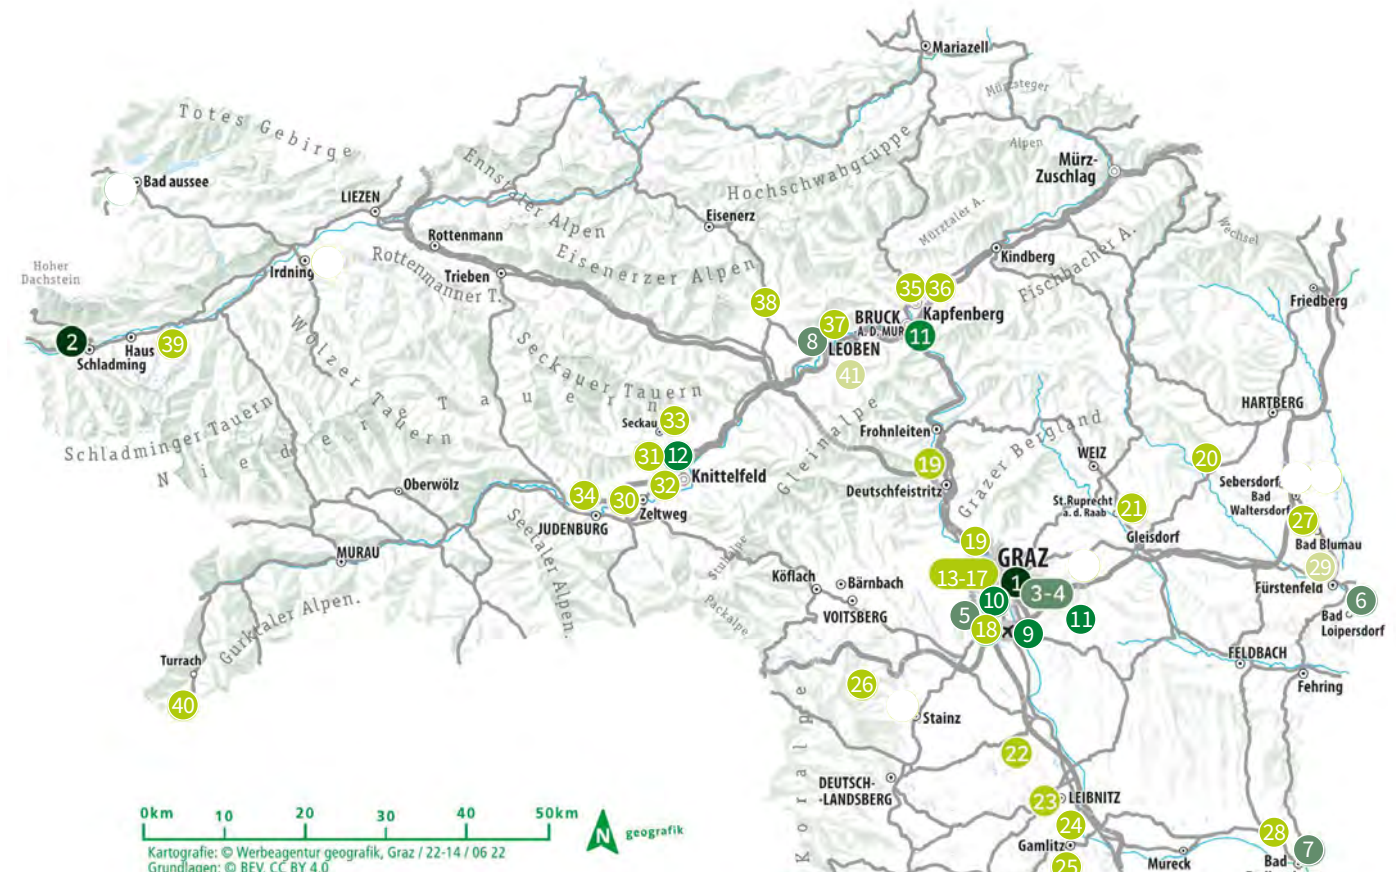 Mariazell
Mürzsteger
Alpen
Totes Gebirge
Bad aussee
LIEZEN
Ennstaler Alpen
Hochschwabgruppe
Mürz-
Zuschlag
Eisenerz
Mürztaler A.
Wechsel
Rottenmann
Eisenerzer Alpen
Kindberg
Fischbacher A.
Hoher
Dachstein
Irdning
Rottenmanner T.
Trieben
Friedberg
35
36
38
Kapfenberg
BRUCK
A. D. MUR
37
11
8
LEOBEN
2
Schladming
Haus
39
Wölzer Tauern
Seckauer Tauern
41
Schladminger Tauern
Niedere Tauern
HARTBERG
Seckau
33
Gleinalpe
Frohnleiten
Grazer Bergland
WEIZ
31
12
Knittelfeld
19
20
Deutschfeistritz
Sebersdorf
Bad
Waltersdorf
Oberwölz
34
30
32
Zeltweg
St.Ruprecht
a. d. Raab
21
27
JUDENBURG
Seetaler Alpen.
19
Gleisdorf
Bad Blumau
MURAU
Stubalpe
GRAZ
29
Köflach
Bärnbach
13-17
1
3-4
Fürstenfeld
Packalpe
VOITSBERG
10
5
18
9
11
6
Bad
Loipersdorf
Gurktaler Alpen.
Turrach
FELDBACH
40
26
Fehring
Stainz
Koralpe
22
DEUTSCH-
-LANDSBERG
23
LEIBNITZ
24
28
7
Gamlitz
Mureck
Bad
25
0km 10 20 30 40 50km
N
geografik
Kartografie: © Werbeagentur geografik, Graz / 22-14 / 06 22
Grundlagen: © BEV, CC BY 4.0